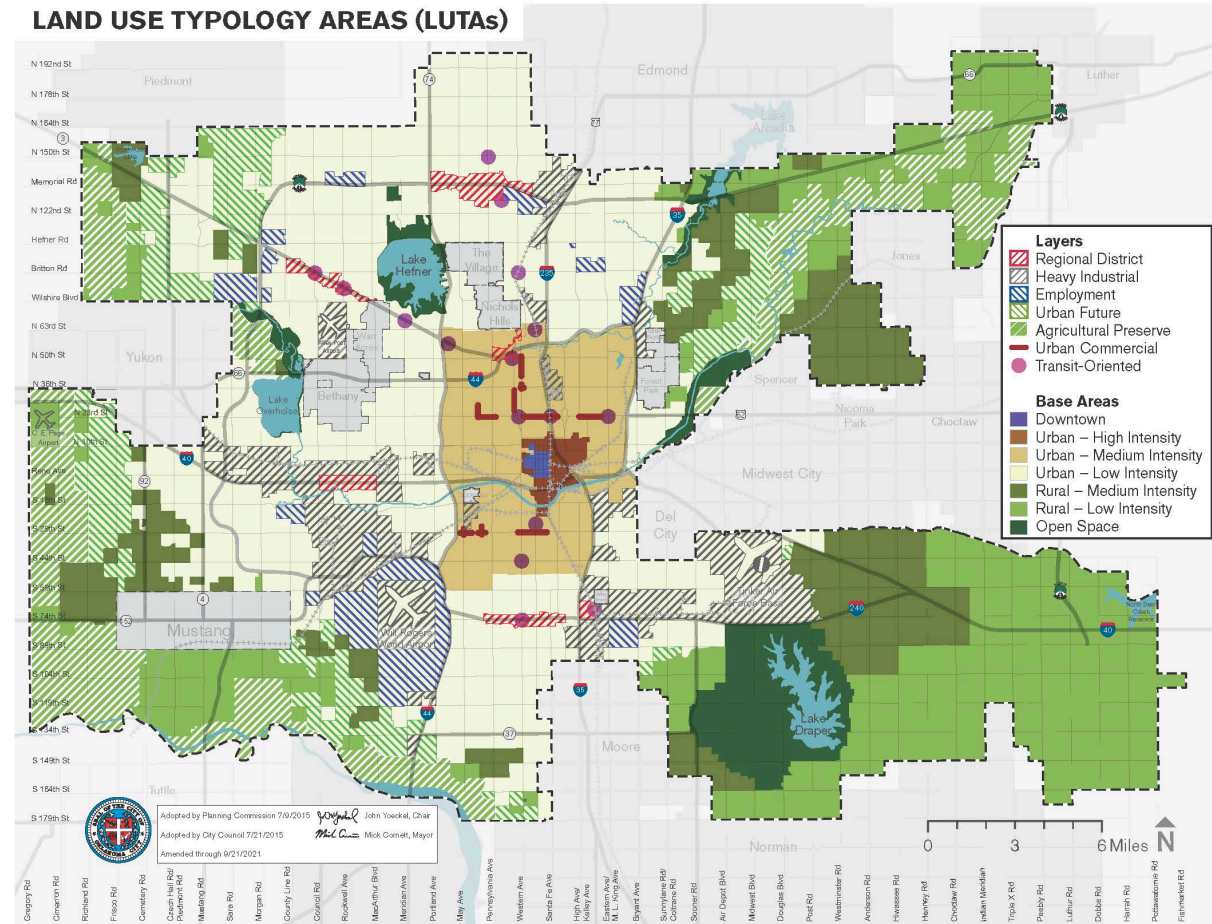 LAND USE TYPOLOGY AREAS (LUTAs)
N 192nd St
N 178th St
N 164th St
N 150th St
Memorial Rd
N 122nd St
Hefner Rd
Britton Rd
Wilshire Blvd
N 63rd St
N 50th St
N 36th St
N 23rd St
N 10th St
Reno Ave
S 15th St
S 29th St
S 44th St
S 59th St
S 74th St
S 89th St
S 104th St
S 119th St
S 134th St
S 149th St
S 164th St
S 179th St
Piedmont
Edmond
Luther
Lake
Arcadia
Jones
The
Village
Nichols
Hills
Lake
Hefner
Yukon
Bethany
Lake
Overholser
Forest
Park
Spencer
Nicoma
Park
Choctaw
Midwest City
Del
City
Mustang
Will Rogers
World Airport
Tinker Air
Force Base
Lake
Draper
Moore
Tuttle
Norman
3
74
66
77
35
235
66
44
62
40
92
4
152
240
40
35
44
37
Layers
Regional District
Heavy Industrial
Employment
Urban Future
Agricultural Preserve
Urban Commercial
Transit-Oriented
Base Areas
Downtown
Urban – High Intensity
Urban – Medium Intensity
Urban – Low Intensity
Rural – Medium Intensity
Rural – Low Intensity
Open Space
Adopted by Planning Commission 7/9/2015 John Yoeckel, Chair
Adopted by City Council 7/21/2015 Mick Cornett, Mayor
Amended through 9/21/2021
0 3 6 Miles N
Gregory Rd
Cimarron Rd
Richland Rd
Frisco Rd
Cemetery Rd
Czech Hall Rd/
Piedmont Rd
Mustang Rd
Sara Rd
Morgan Rd
County Line Rd
Council Rd
Rockwell Ave
MacArthur Blvd
Meridian Ave
Portland Ave
May Ave
Pennsylvania Ave
Western Ave
Santa Fe Ave
High Ave/
Kelley Ave
Eastern Ave/
M.L. King Ave
Bryant Ave
Sunnylane Rd/
Coltrane Rd
Sooner Rd
Air Depot Blvd
Midwest Blvd
Douglas Blvd
Post Rd
Westminster Rd
Anderson Rd
Hiwassee Rd
Henney Rd
Choctaw Rd
Indian Meridian
Triple X Rd
Peebly Rd
Luther Rd
Dobbs Rd
Harrah Rd
Pottawatomie Rd
Fishmarket Rd